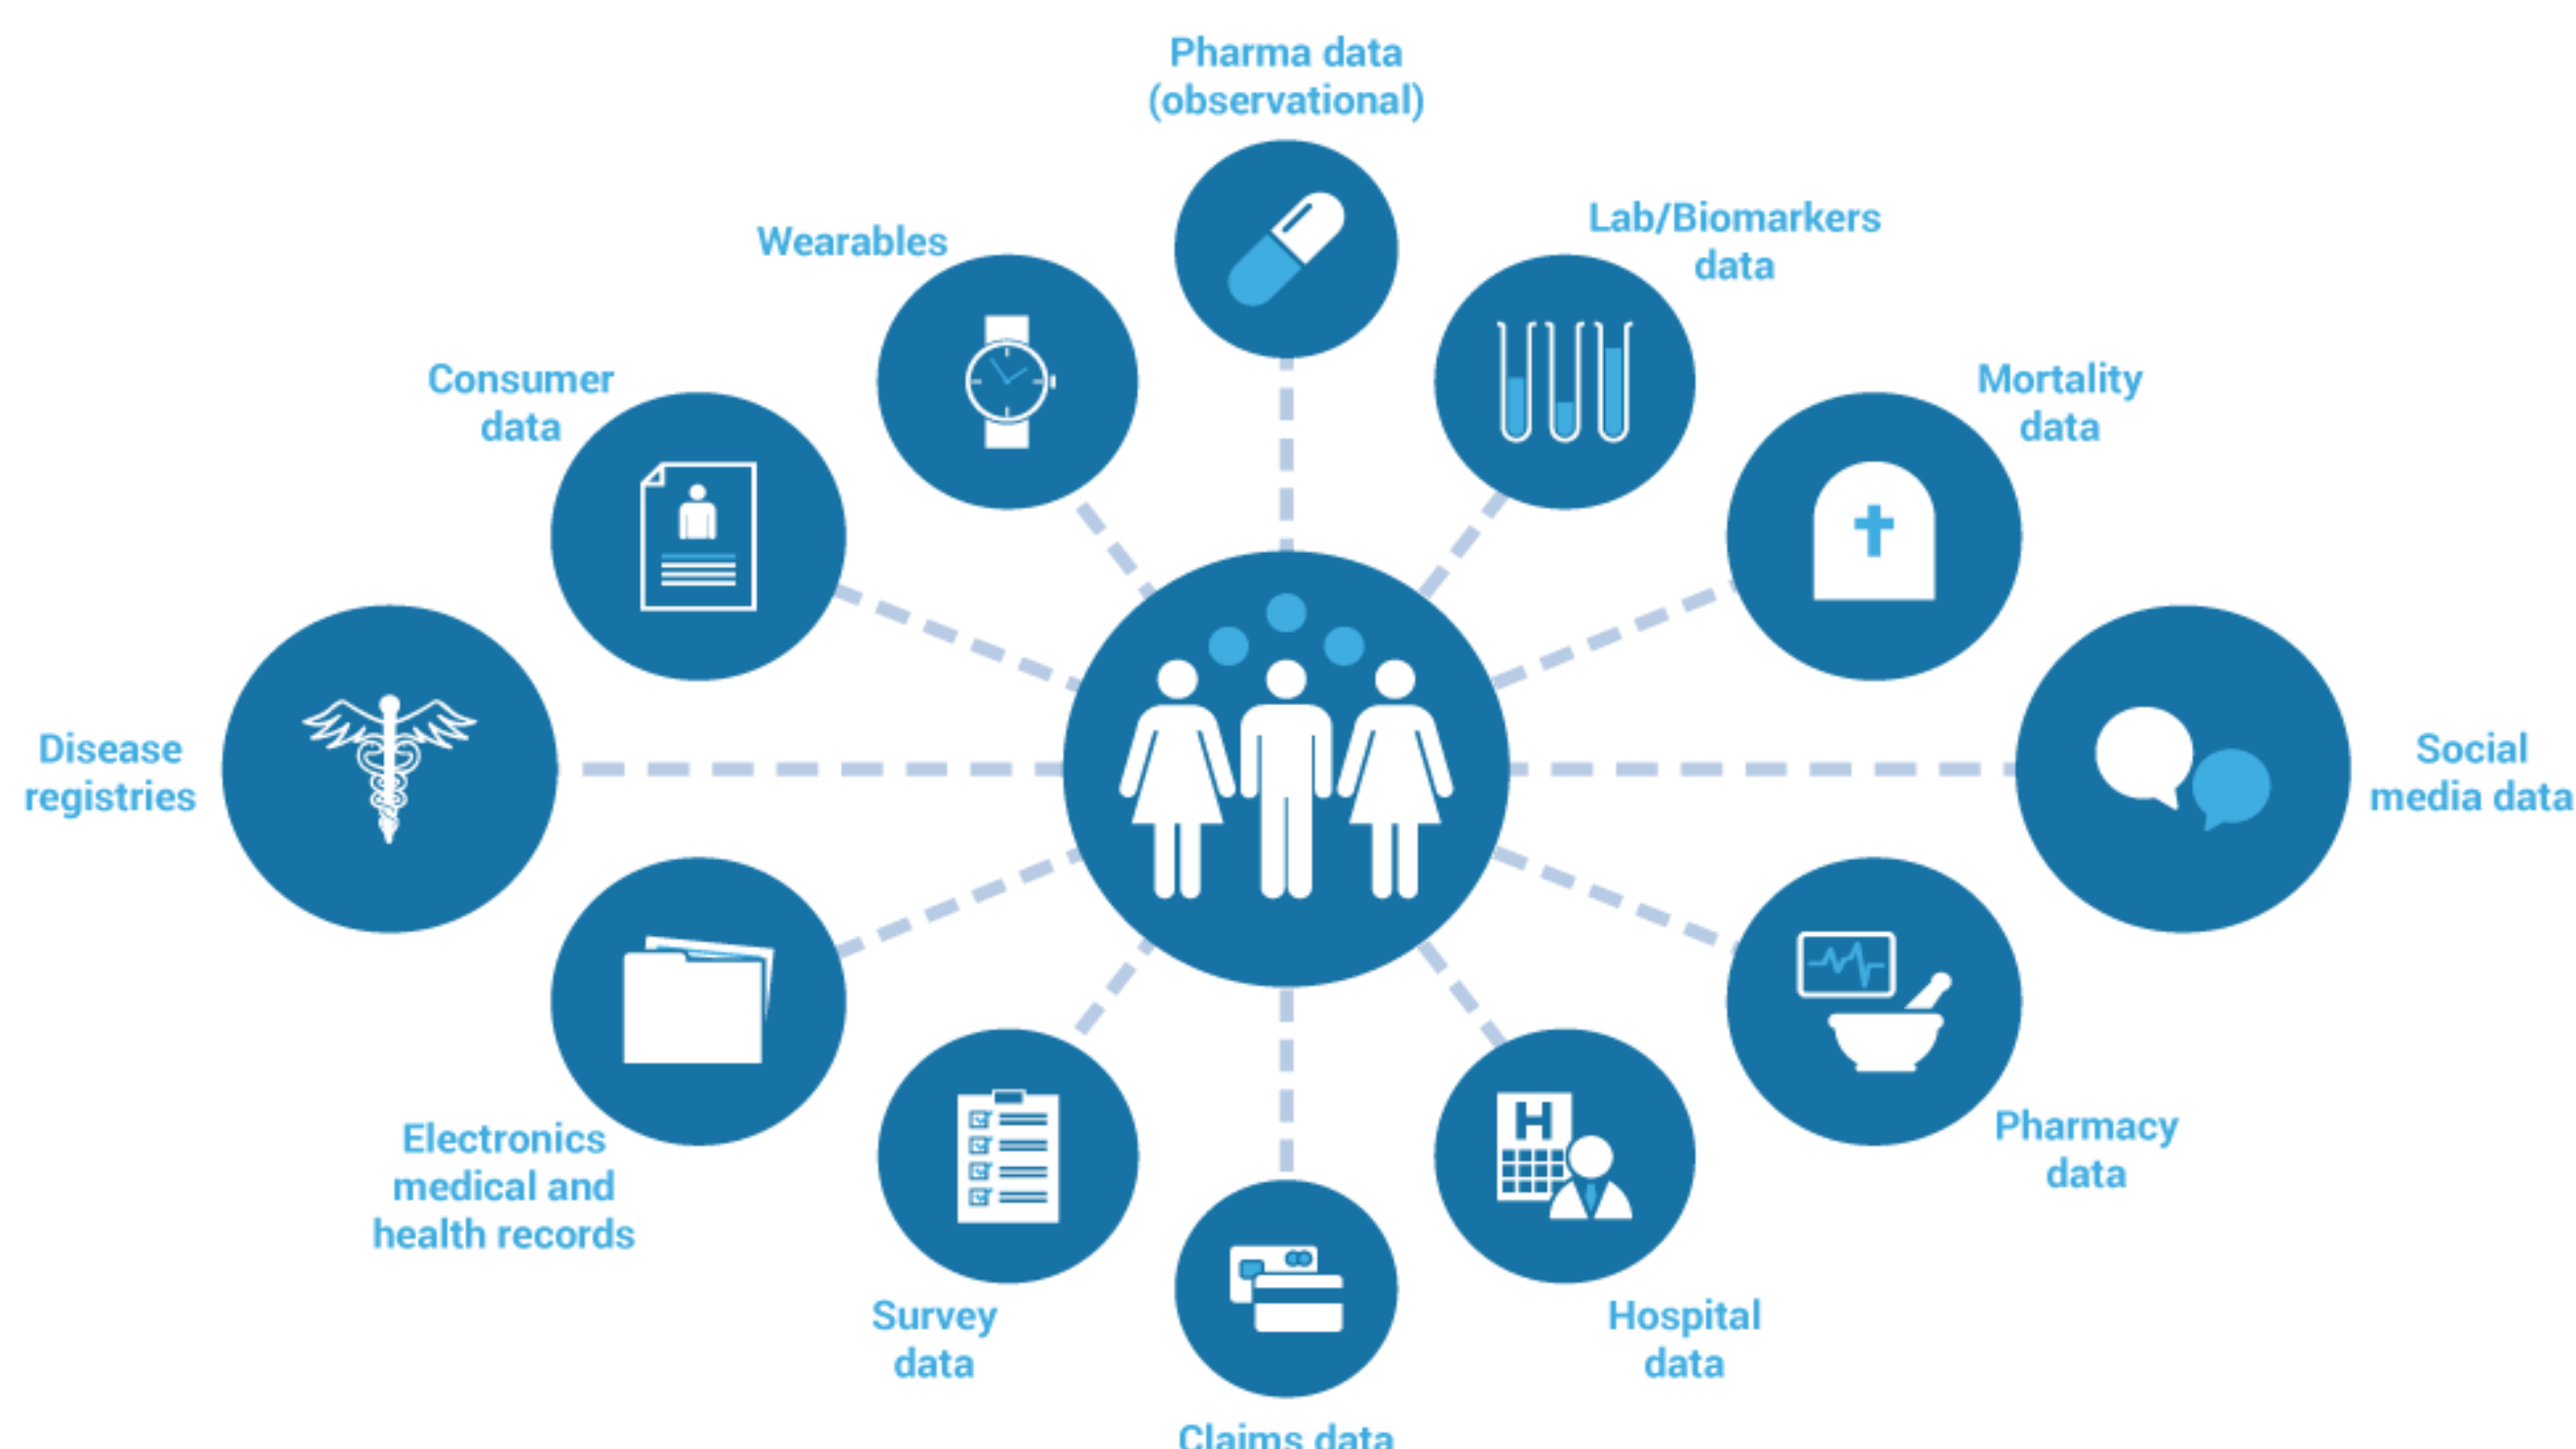 Pharma data
(observational)
Wearables
Lab/Biomarkers
data
Consumer
data
Mortality
data
Disease
registries
Social
media data
Electronics
medical and
health records
Pharmacy
data
H
Survey
data
Hospital
data
Claims data